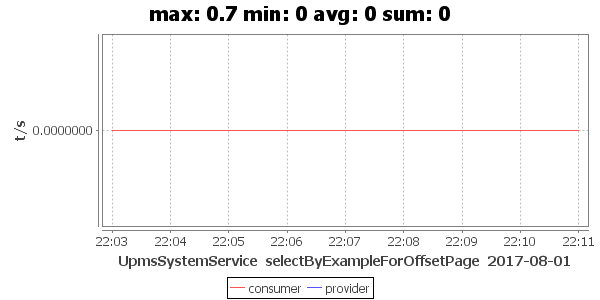 max: 0.7 min: 0 avg: 0 sum: 0
t/s
0.0000000
22:03 22:04 22:05 22:06 22:07 22:08 22:09 22:10 22:11
UpmsSystemService selectByExampleForOffsetPage 2017-08-01
consumer provider